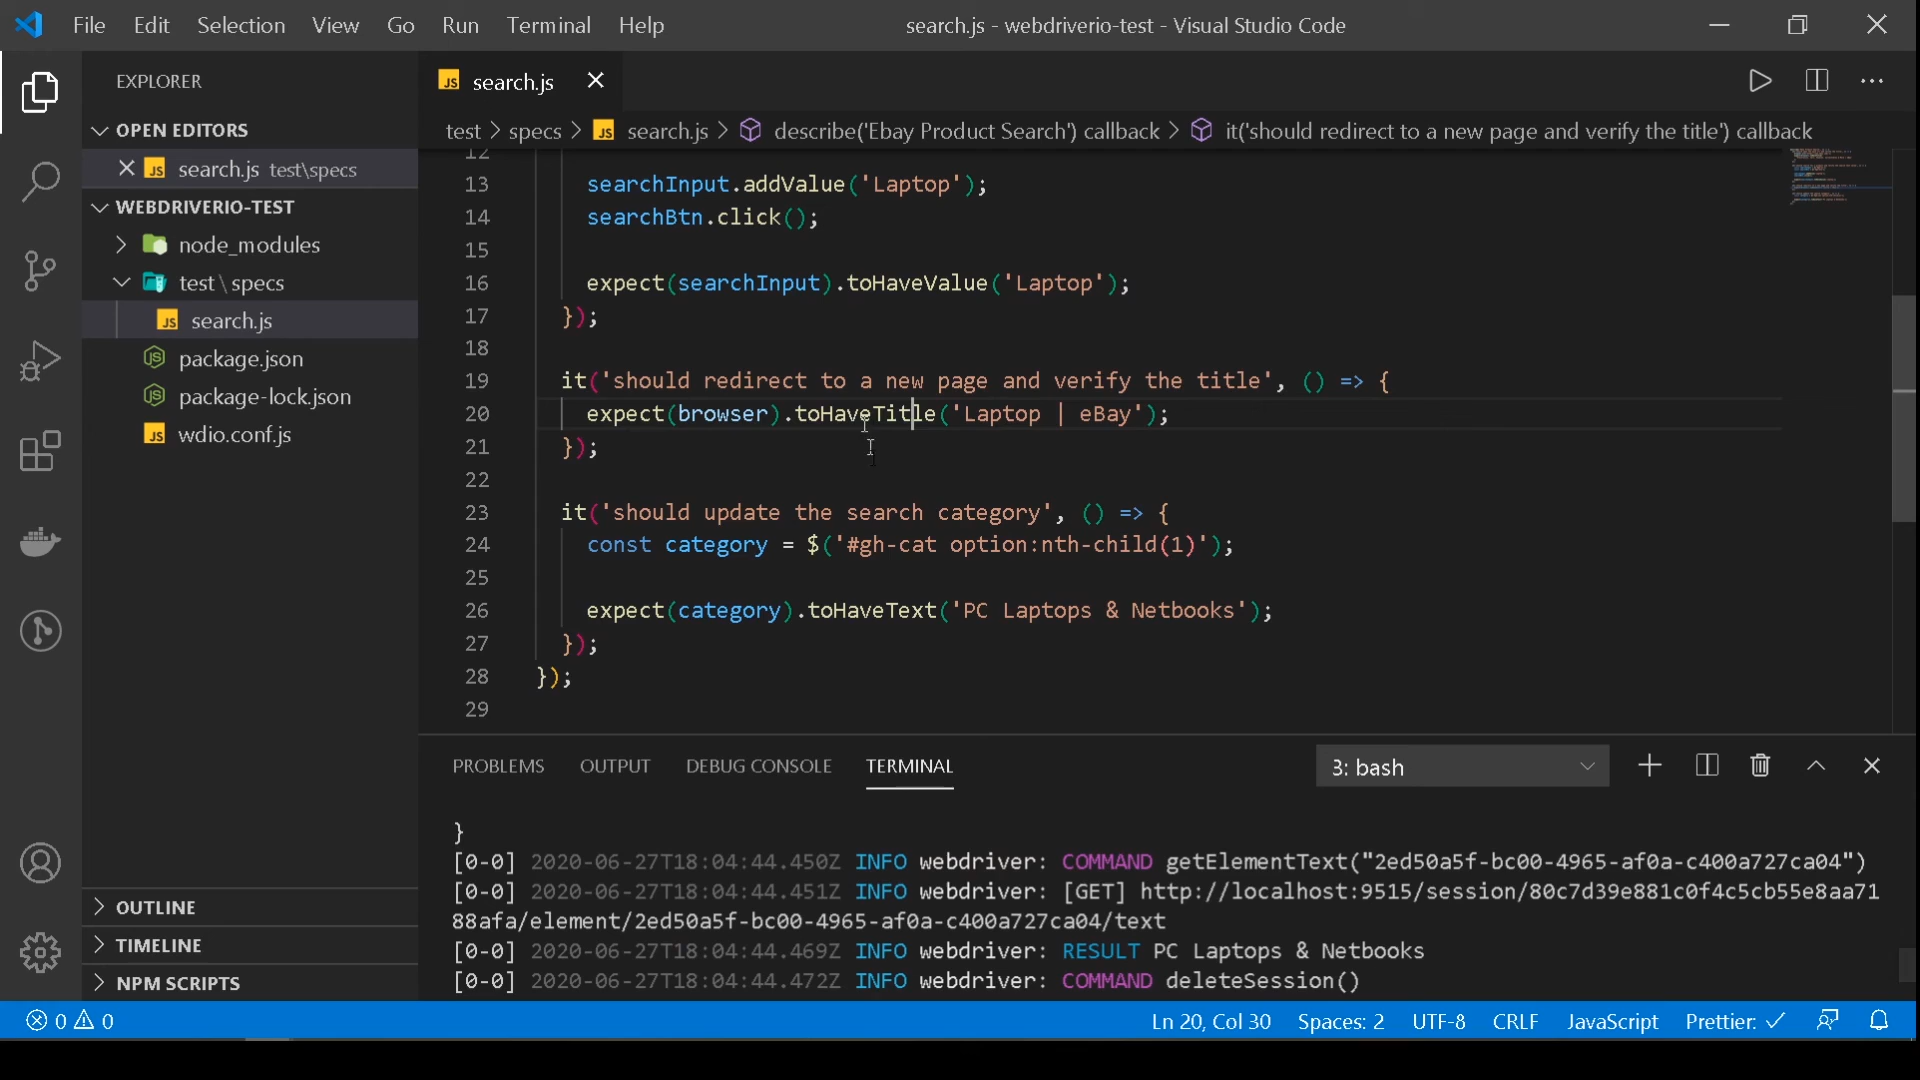 File Edit Selection View Go Run Terminal Help search.js - webdriverio-test - Visual Studio Code
EXPLORER
OPEN EDITORS
search.js test\specs
WEBDRIVERIO-TEST
node_modules
test\specs
search.js
package.json
package-lock.json
wdio.conf.js
OUTLINE
TIMELINE
NPM SCRIPTS
search.js
test > specs > search.js > describe('Ebay Product Search') callback > it('should redirect to a new page and verify the title') callback
12
13 searchInput.addValue('Laptop');
14 searchBtn.click();
15
16 expect(searchInput).toHaveValue('Laptop');
17 });
18
19 it('should redirect to a new page and verify the title', () => {
20 expect(browser).toHaveTitle('Laptop | eBay');
21 });
22
23 it('should update the search category', () => {
24 const category = $('#gh-cat option:nth-child(1)');
25
26 expect(category).toHaveText('PC Laptops & Netbooks');
27 });
28 });
29
PROBLEMS OUTPUT DEBUG CONSOLE TERMINAL 3: bash
}
[0-0] 2020-06-27T18:04:44.450Z INFO webdriver: COMMAND getElementText("2ed50a5f-bc00-4965-af0a-c400a727ca04")
[0-0] 2020-06-27T18:04:44.451Z INFO webdriver: [GET] http://localhost:9515/session/80c7d39e881c0f4c5cb55e8aa71
88afa/element/2ed50a5f-bc00-4965-af0a-c400a727ca04/text
[0-0] 2020-06-27T18:04:44.469Z INFO webdriver: RESULT PC Laptops & Netbooks
[0-0] 2020-06-27T18:04:44.472Z INFO webdriver: COMMAND deleteSession()
0 0 Ln 20, Col 30 Spaces: 2 UTF-8 CRLF JavaScript Prettier: ✓